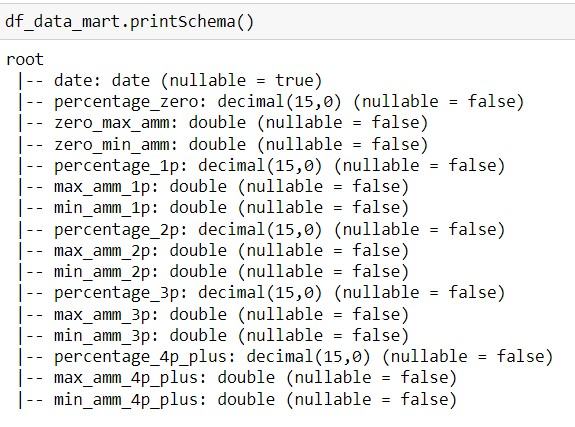 df_data_mart.printSchema()
root
 |-- date: date (nullable = true)
 |-- percentage_zero: decimal(15,0) (nullable = false)
 |-- zero_max_amm: double (nullable = false)
 |-- zero_min_amm: double (nullable = false)
 |-- percentage_1p: decimal(15,0) (nullable = false)
 |-- max_amm_1p: double (nullable = false)
 |-- min_amm_1p: double (nullable = false)
 |-- percentage_2p: decimal(15,0) (nullable = false)
 |-- max_amm_2p: double (nullable = false)
 |-- min_amm_2p: double (nullable = false)
 |-- percentage_3p: decimal(15,0) (nullable = false)
 |-- max_amm_3p: double (nullable = false)
 |-- min_amm_3p: double (nullable = false)
 |-- percentage_4p_plus: decimal(15,0) (nullable = false)
 |-- max_amm_4p_plus: double (nullable = false)
 |-- min_amm_4p_plus: double (nullable = false)